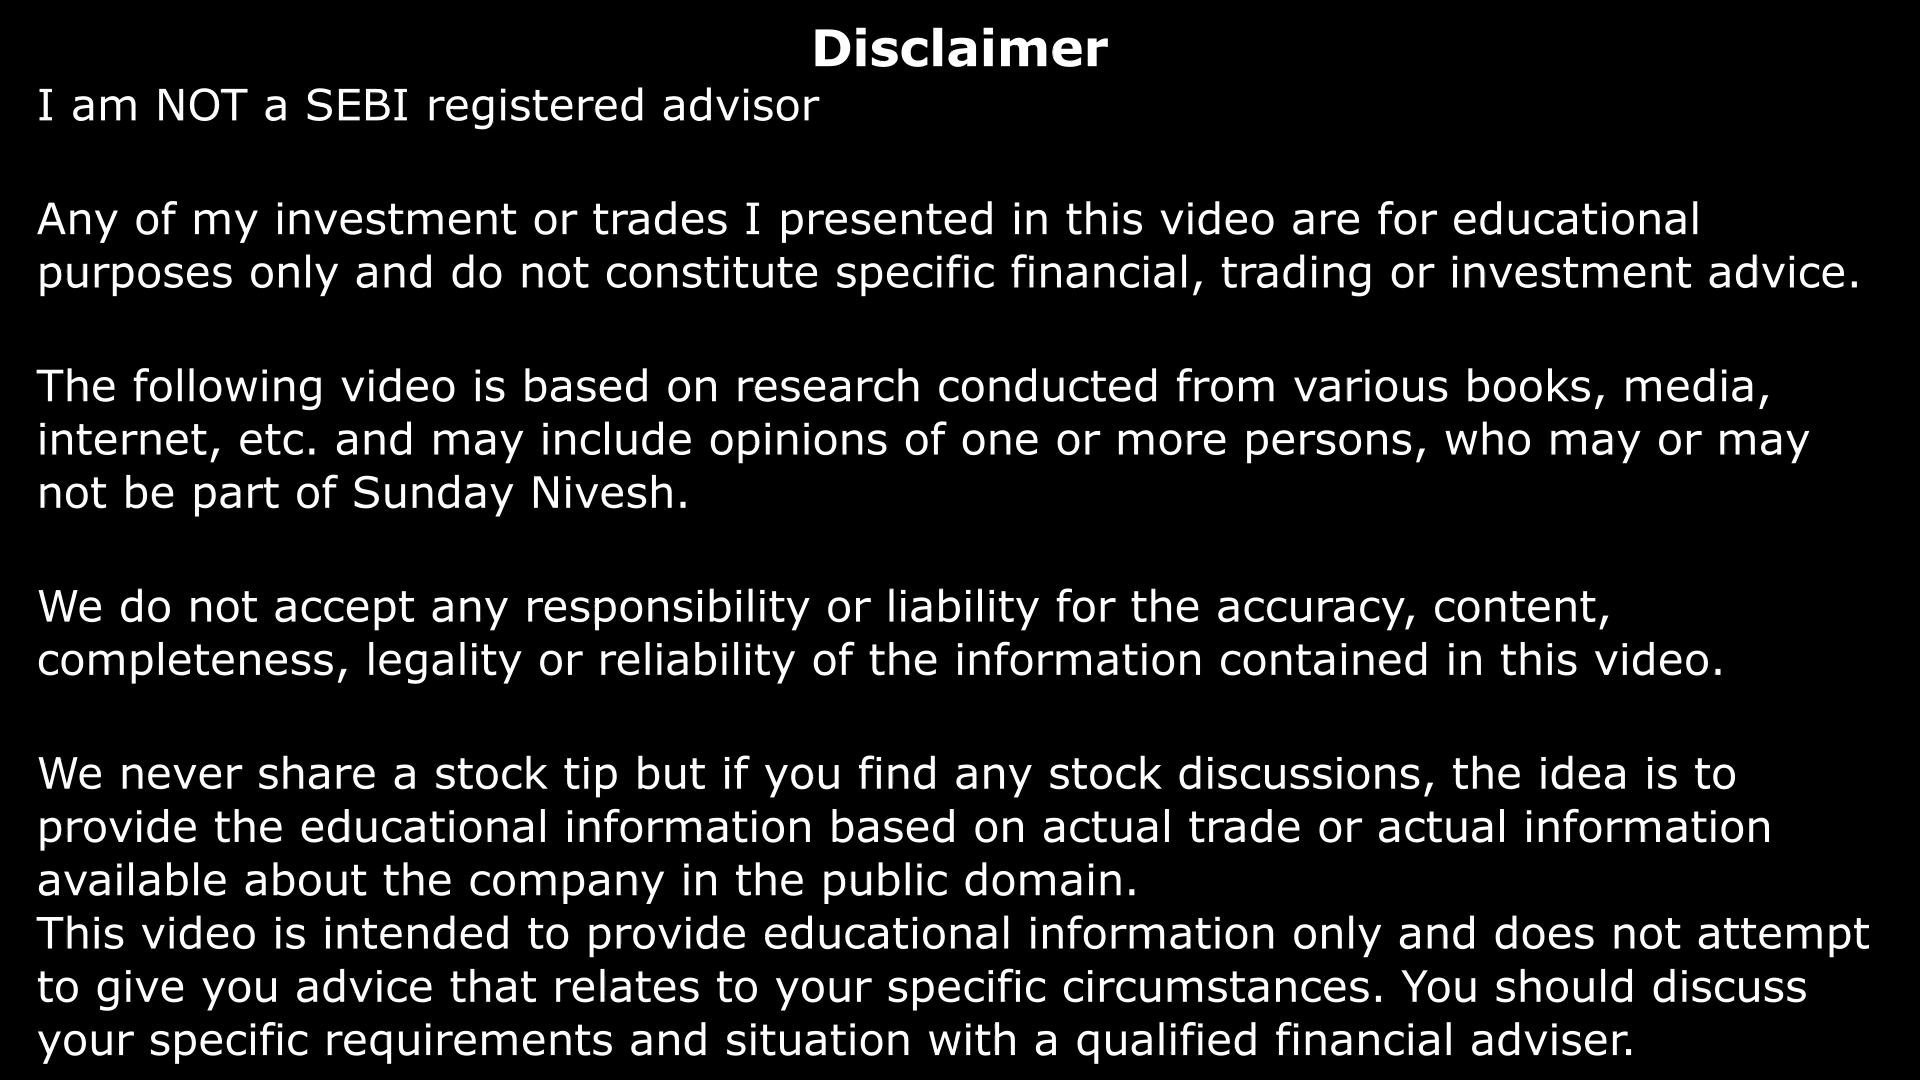 Disclaimer
I am NOT a SEBI registered advisor
Any of my investment or trades I presented in this video are for educational
purposes only and do not constitute specific financial, trading or investment advice.
The following video is based on research conducted from various books, media,
internet, etc. and may include opinions of one or more persons, who may or may
not be part of Sunday Nivesh.
We do not accept any responsibility or liability for the accuracy, content,
completeness, legality or reliability of the information contained in this video.
We never share a stock tip but if you find any stock discussions, the idea is to
provide the educational information based on actual trade or actual information
available about the company in the public domain.
This video is intended to provide educational information only and does not attempt
to give you advice that relates to your specific circumstances. You should discuss
your specific requirements and situation with a qualified financial adviser.